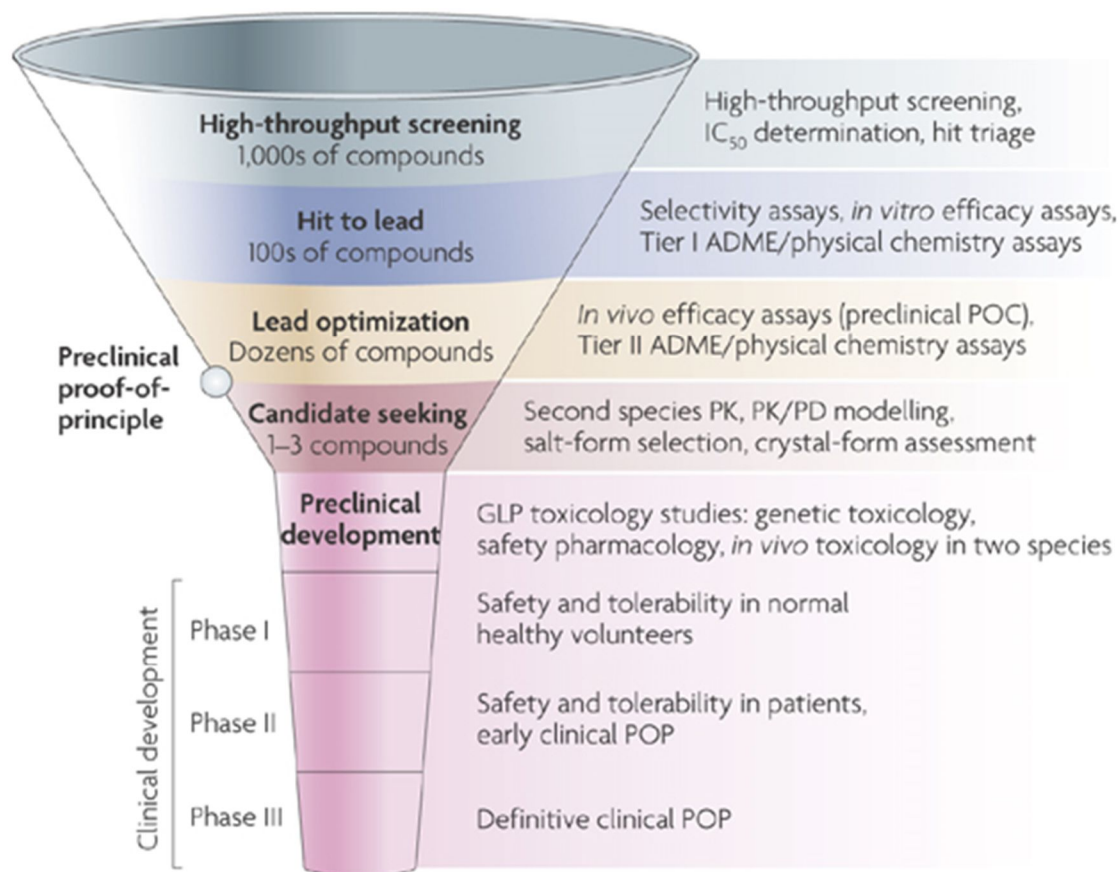 High-throughput screening
1,000s of compounds
High-throughput screening,
IC50 determination, hit triage
Hit to lead
100s of compounds
Selectivity assays, in vitro efficacy assays,
Tier I ADME/physical chemistry assays
Lead optimization
Dozens of compounds
In vivo efficacy assays (preclinical POC),
Tier II ADME/physical chemistry assays
Preclinical
proof-of-
principle
Candidate seeking
1–3 compounds
Second species PK, PK/PD modelling,
salt-form selection, crystal-form assessment
Preclinical
development
GLP toxicology studies: genetic toxicology,
safety pharmacology, in vivo toxicology in two species
Clinical development
Phase I
Safety and tolerability in normal
healthy volunteers
Phase II
Safety and tolerability in patients,
early clinical POP
Phase III
Definitive clinical POP